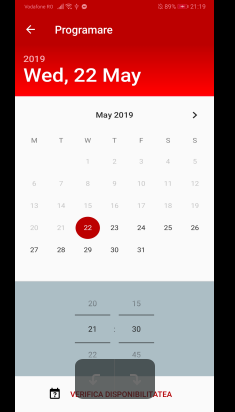 Vodafone RO 89% 21:19
Programare
2019
Wed, 22 May
May 2019
M T W T F S S
1 2 3 4 5
6 7 8 9 10 11 12
13 14 15 16 17 18 19
20 21 22 23 24 25 26
27 28 29 30 31
20 15
21 : 30
22 45
VERIFICA DISPONIBILITATEA